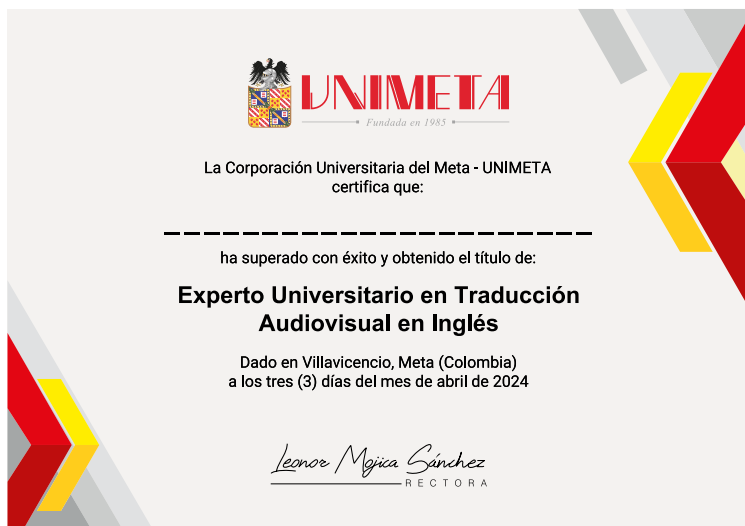 UNIMETA
Fundada en 1985
La Corporación Universitaria del Meta - UNIMETA
certifica que:
ha superado con éxito y obtenido el título de:
Experto Universitario en Traducción
Audiovisual en Inglés
Dado en Villavicencio, Meta (Colombia)
a los tres (3) días del mes de abril de 2024
Leonor Mojica Sánchez
RECTORA